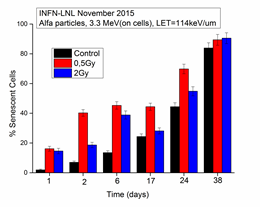 INFN-LNL November 2015
Alfa particles, 3.3 MeV(on cells), LET=114keV/um
Control
0,5Gy
2Gy
% Senescent Cells
100
80
60
40
20
0
1 2 6 17 24 38
Time (days)